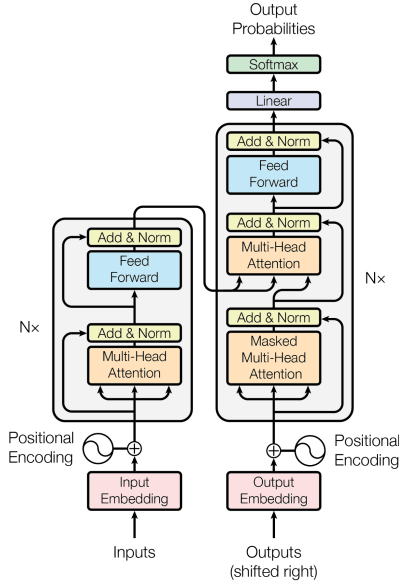 Output
Probabilities
Softmax
Linear
Add & Norm
Feed
Forward
Add & Norm
Multi-Head
Attention
Add & Norm
Masked
Multi-Head
Attention
Nx
Add & Norm
Feed
Forward
Add & Norm
Multi-Head
Attention
Nx
Positional
Encoding
Positional
Encoding
Input
Embedding
Output
Embedding
Inputs
Outputs
(shifted right)